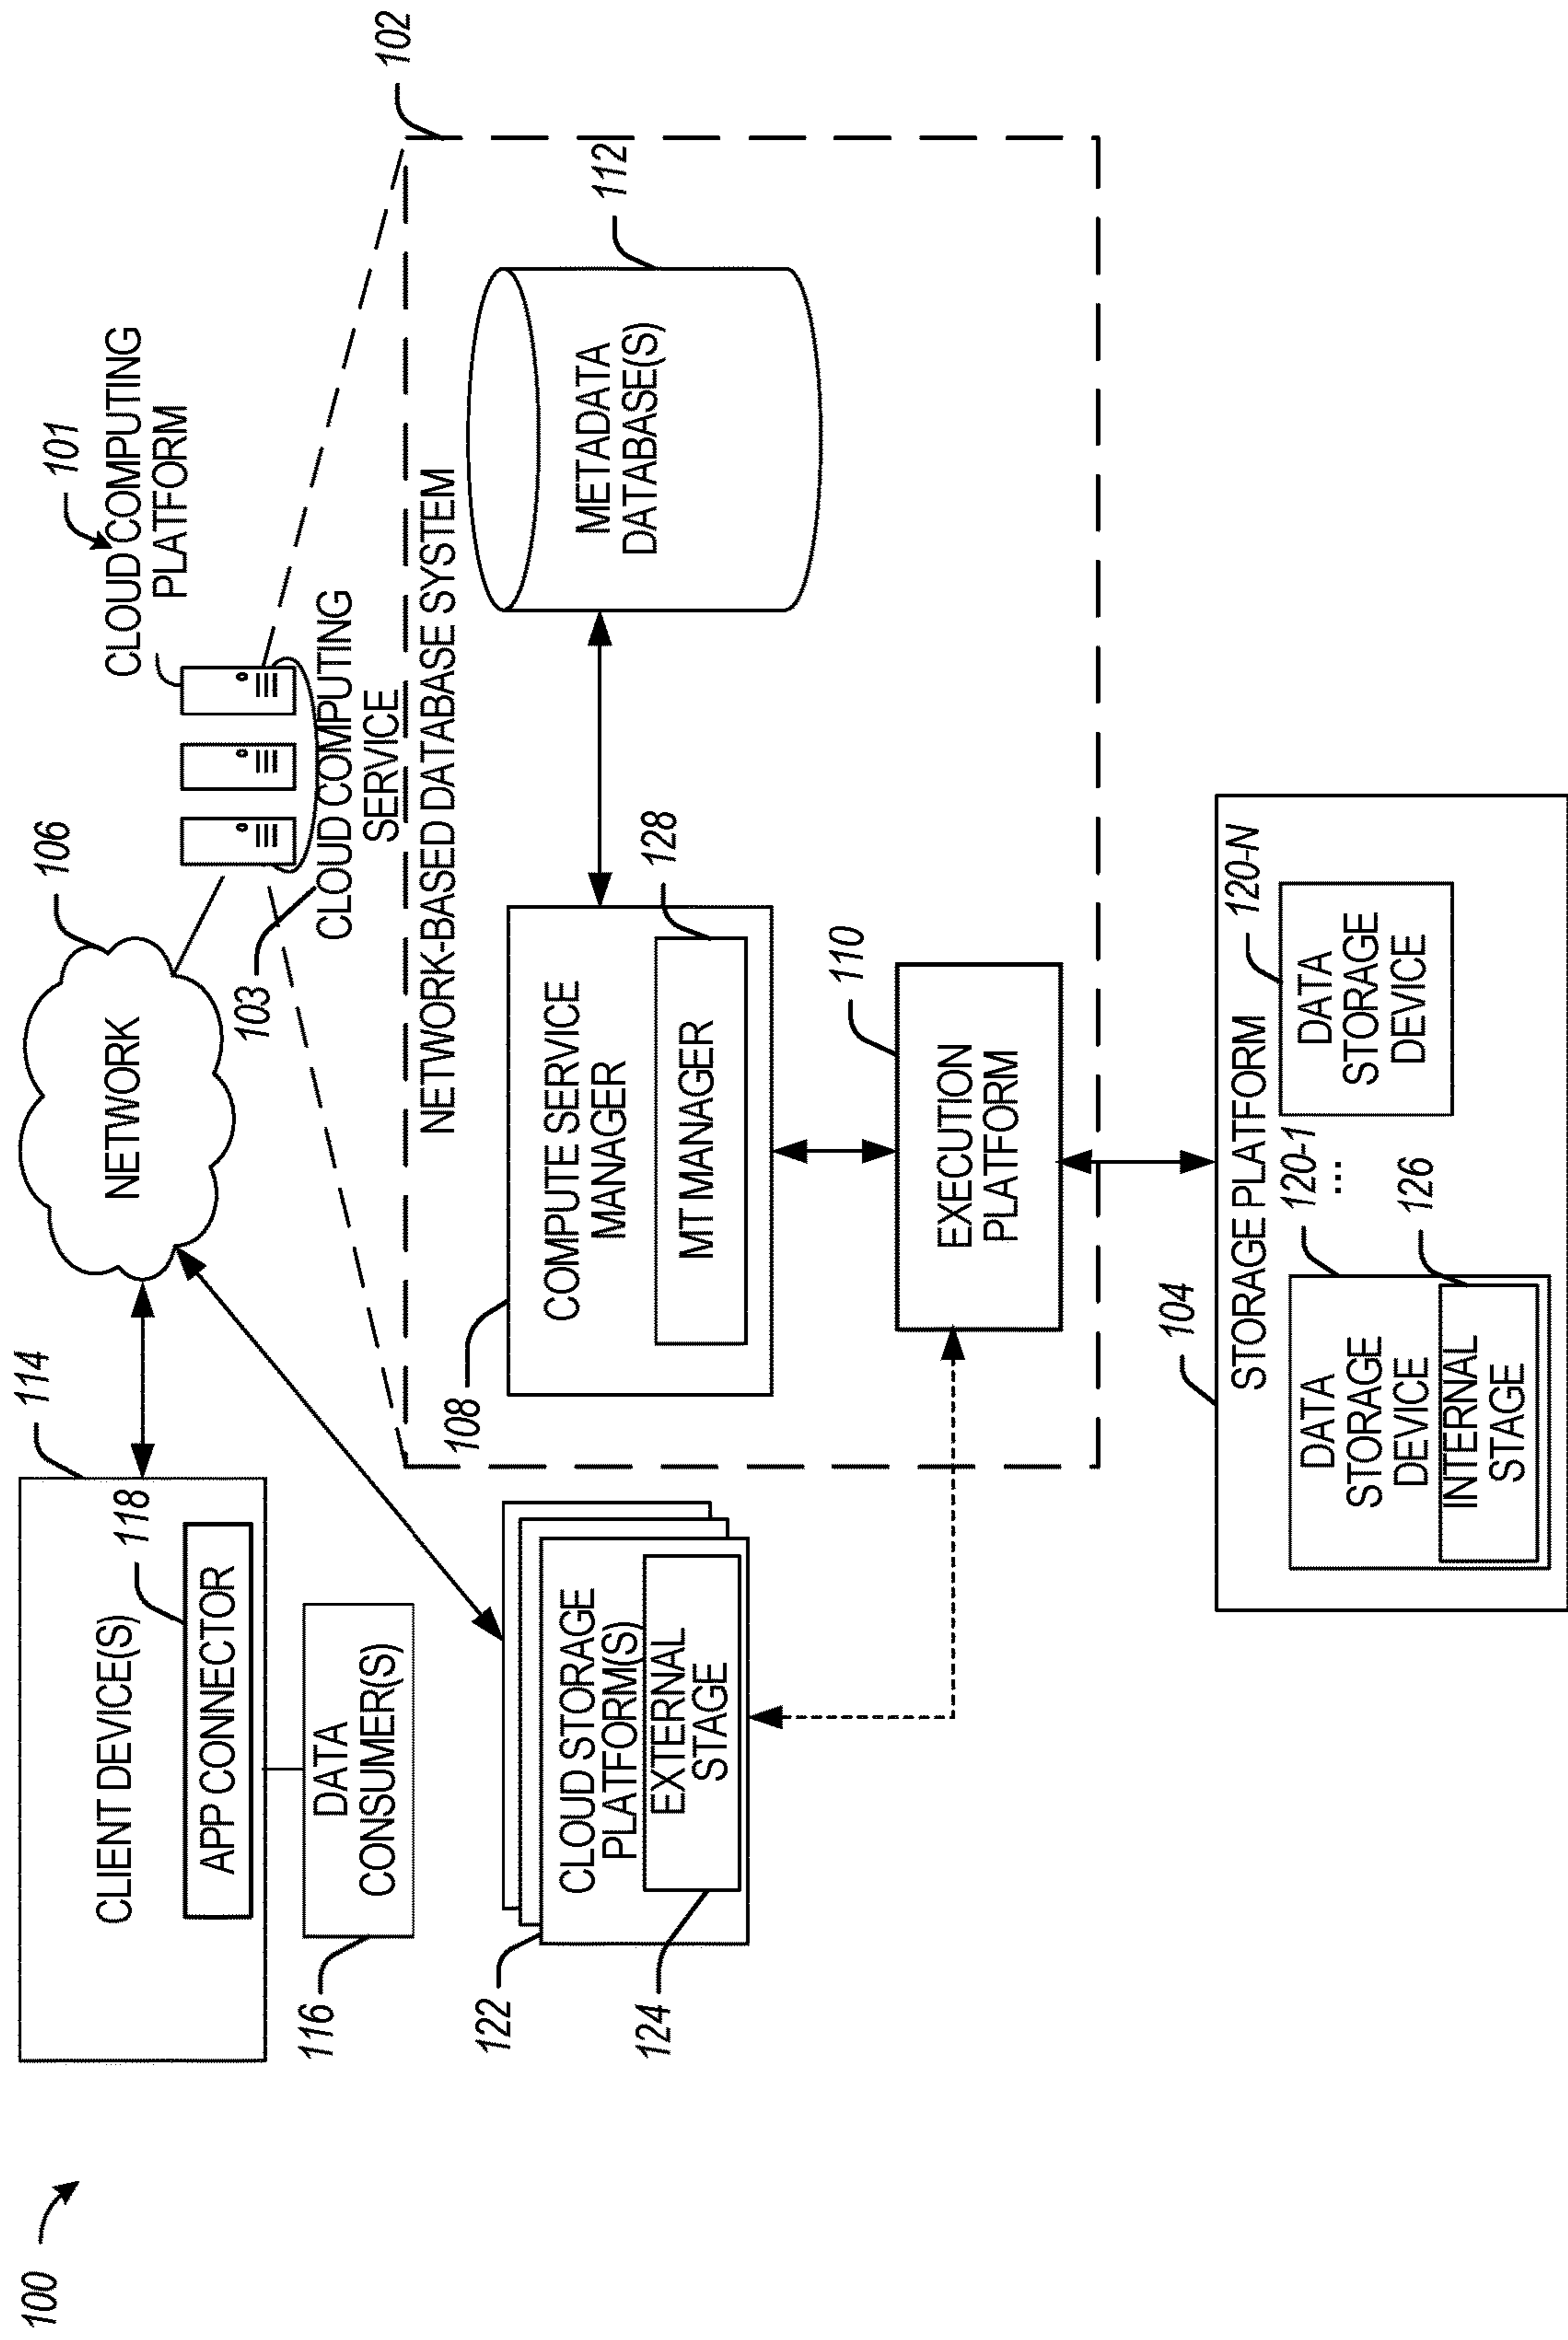 100
114
CLIENT DEVICE(S)
118
APP CONNECTOR
DATA
CONSUMER(S)
116
NETWORK
106
101
CLOUD COMPUTING
PLATFORM
103
CLOUD COMPUTING
SERVICE
102
NETWORK-BASED DATABASE SYSTEM
122
CLOUD STORAGE
PLATFORM(S)
EXTERNAL
STAGE
124
108
COMPUTE SERVICE
MANAGER
128
MT MANAGER
METADATA
DATABASE(S)
112
110
EXECUTION
PLATFORM
104
STORAGE PLATFORM
120-1
DATA
STORAGE
DEVICE
INTERNAL
STAGE
126
...
120-N
DATA
STORAGE
DEVICE